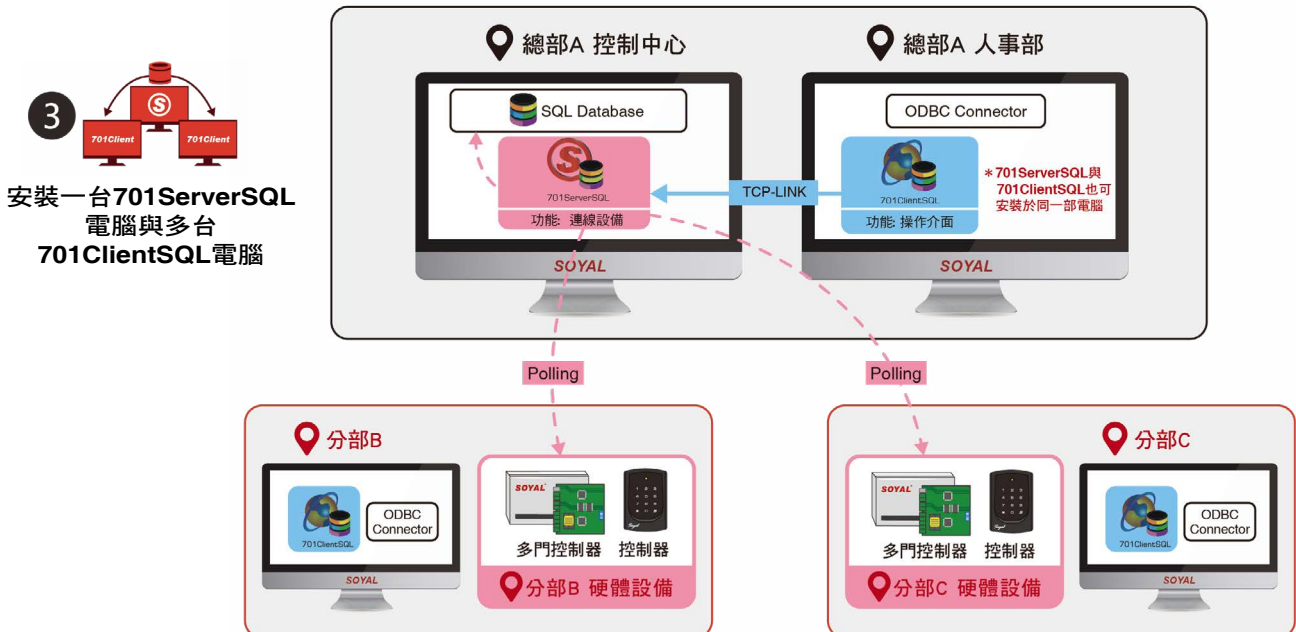 3
701Client
701Client
安裝一台701ServerSQL
電腦與多台
701ClientSQL電腦
總部A 控制中心
SQL Database
701ServerSQL
功能: 連線設備
SOYAL
TCP-LINK
總部A 人事部
ODBC Connector
701ClientSQL
功能: 操作介面
＊701ServerSQL與
701ClientSQL也可
安裝於同一部電腦
SOYAL
Polling
Polling
分部B
701ClientSQL
ODBC
Connector
SOYAL
SOYAL
多門控制器
控制器
分部B 硬體設備
分部C
SOYAL
多門控制器
控制器
分部C 硬體設備
701ClientSQL
ODBC
Connector
SOYAL